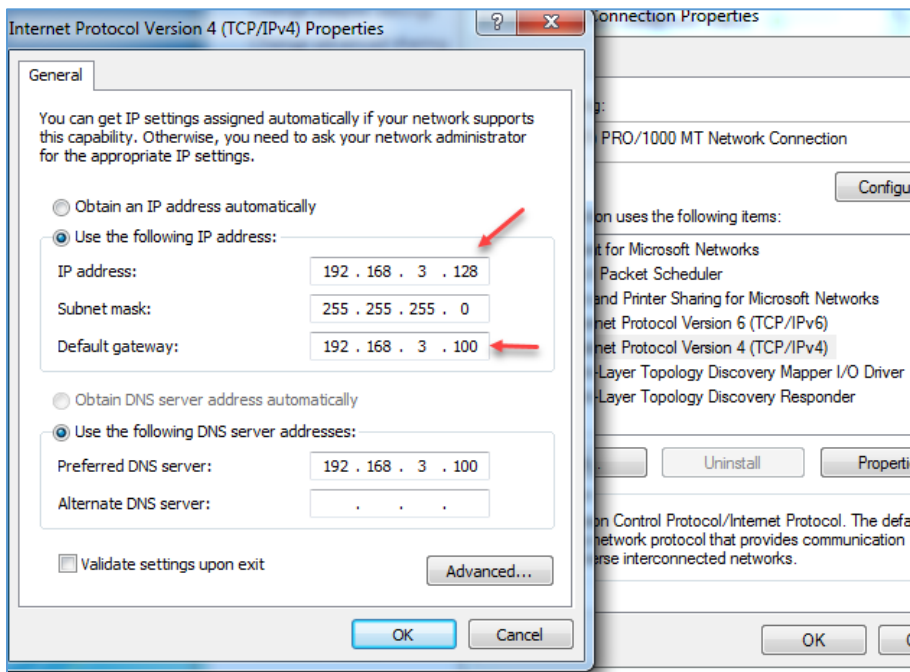 Internet Protocol Version 4 (TCP/IPv4) Properties
General
You can get IP settings assigned automatically if your network supports
this capability. Otherwise, you need to ask your network administrator
for the appropriate IP settings.
Obtain an IP address automatically
Use the following IP address:
IP address: 192 . 168 . 3 . 128
Subnet mask: 255 . 255 . 255 . 0
Default gateway: 192 . 168 . 3 . 100
Obtain DNS server address automatically
Use the following DNS server addresses:
Preferred DNS server: 192 . 168 . 3 . 100
Alternate DNS server: . . .
Validate settings upon exit
Advanced...
OK Cancel
Connection Properties
PRO/1000 MT Network Connection
Configu
on uses the following items:
t for Microsoft Networks
Packet Scheduler
and Printer Sharing for Microsoft Networks
net Protocol Version 6 (TCP/IPv6)
net Protocol Version 4 (TCP/IPv4)
-Layer Topology Discovery Mapper I/O Driver
-Layer Topology Discovery Responder
Uninstall Properti
on Control Protocol/Internet Protocol. The defa
network protocol that provides communication
erse interconnected networks.
OK